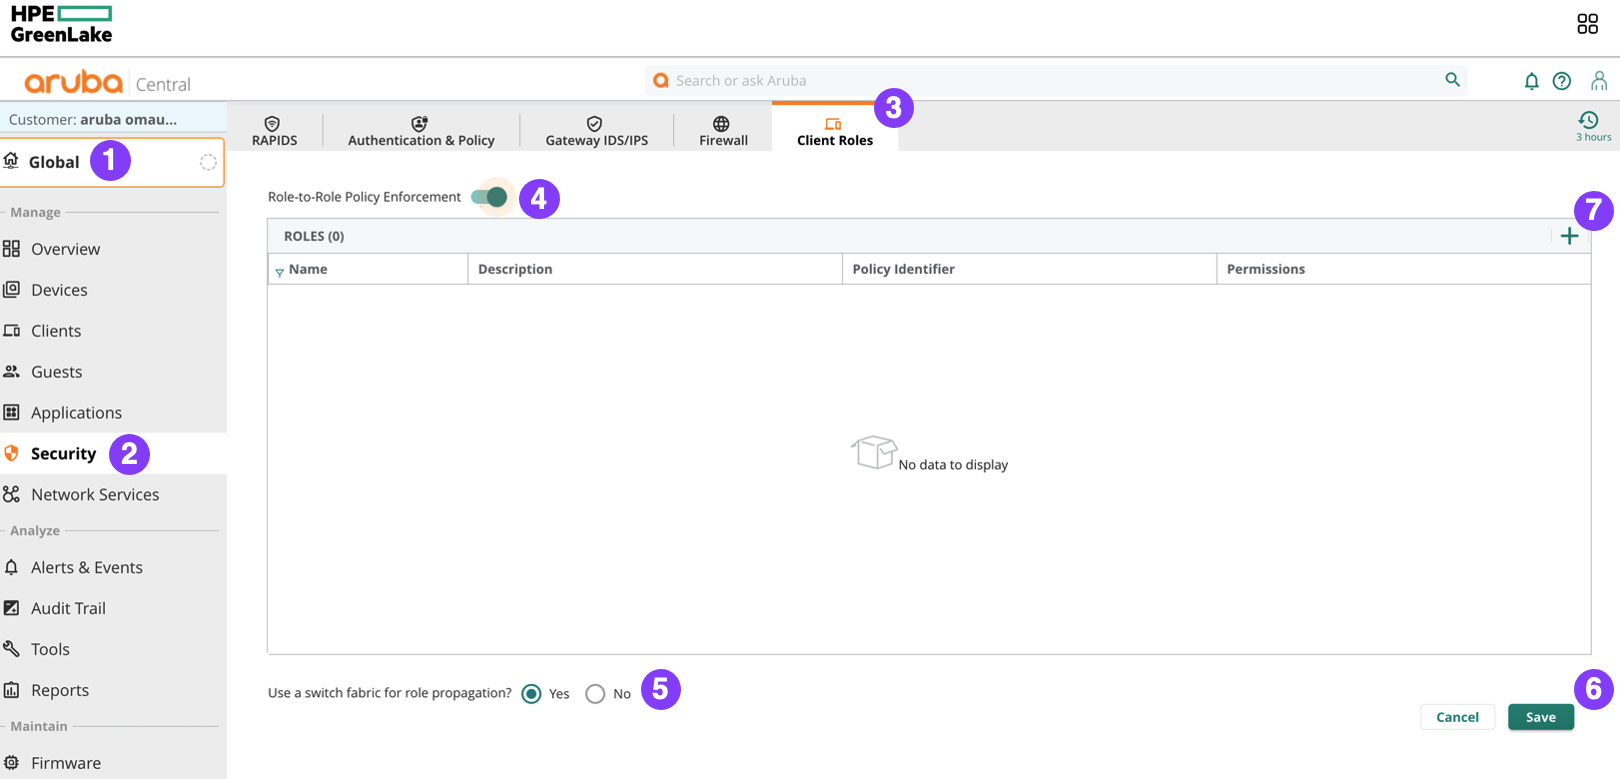 HPE
GreenLake
aruba Central
Search or ask Aruba
Customer: aruba omau...
RAPIDS
Authentication & Policy
Gateway IDS/IPS
Firewall
Client Roles
3
3 hours
Global 1
Role-to-Role Policy Enforcement 4
7
Manage
ROLES (0)
Overview
Name Description Policy Identifier Permissions
Devices
Clients
Guests
Applications
Security 2
No data to display
Network Services
Analyze
Alerts & Events
Audit Trail
Tools
Reports
Use a switch fabric for role propagation? Yes No 5
6
Cancel Save
Maintain
Firmware